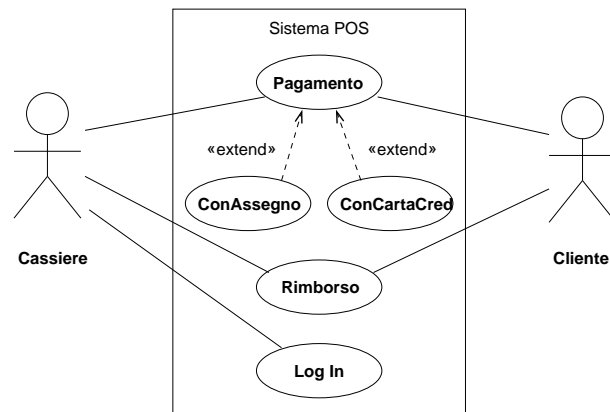 Sistema POS
Pagamento
«extend» «extend»
ConAssegno ConCartaCred
Cassiere Cliente
Rimborso
Log In